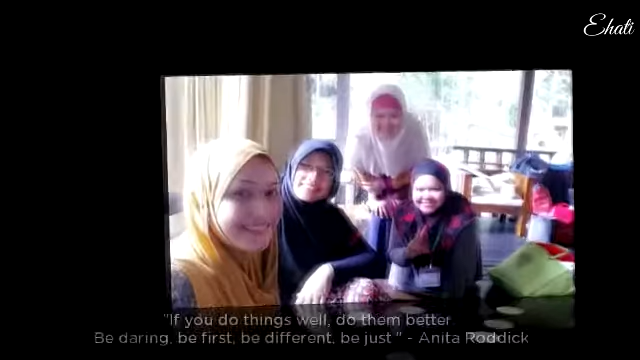 Ehati
"If you do things well, do them better.
Be daring, be first, be different, be just " - Anita Roddick